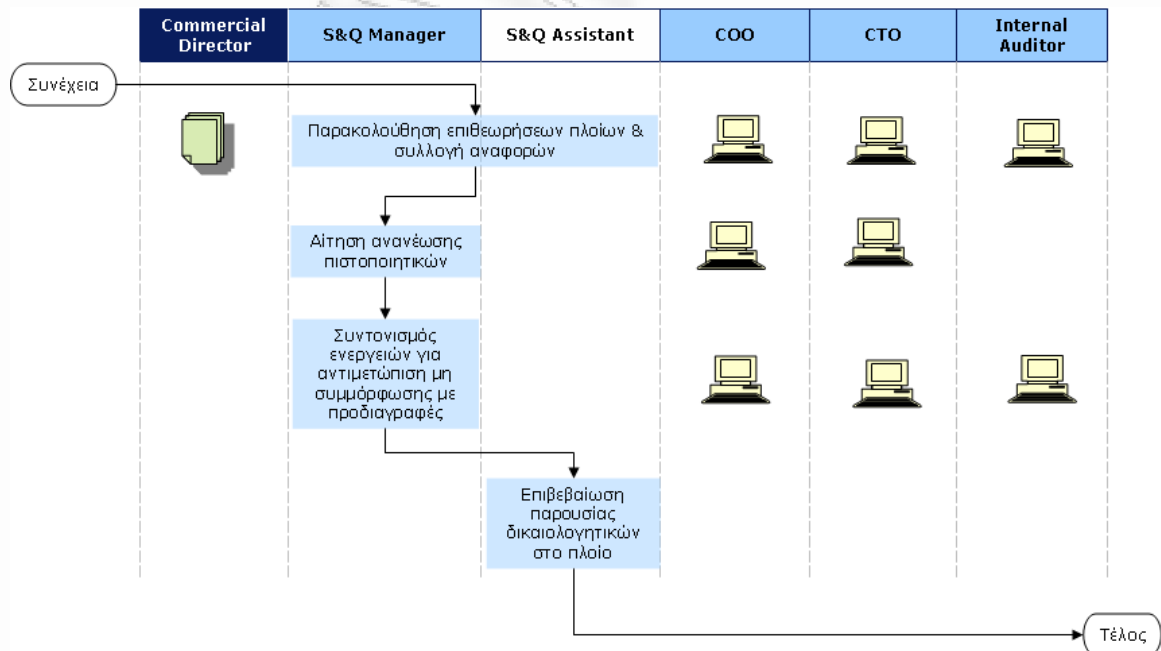 Commercial
Director
S&Q Manager
S&Q Assistant
COO
CTO
Internal
Auditor
Συνέχεια
Παρακολούθηση επιθεωρήσεων πλοίων &
συλλογή αναφορών
Αίτηση ανανέωσης
πιστοποιητικών
Συντονισμός
ενεργειών για
αντιμετώπιση μη
συμμόρφωσης με
προδιαγραφές
Επιβεβαίωση
παρουσίας
δικαιολογητικών
στο πλοίο
Τέλος